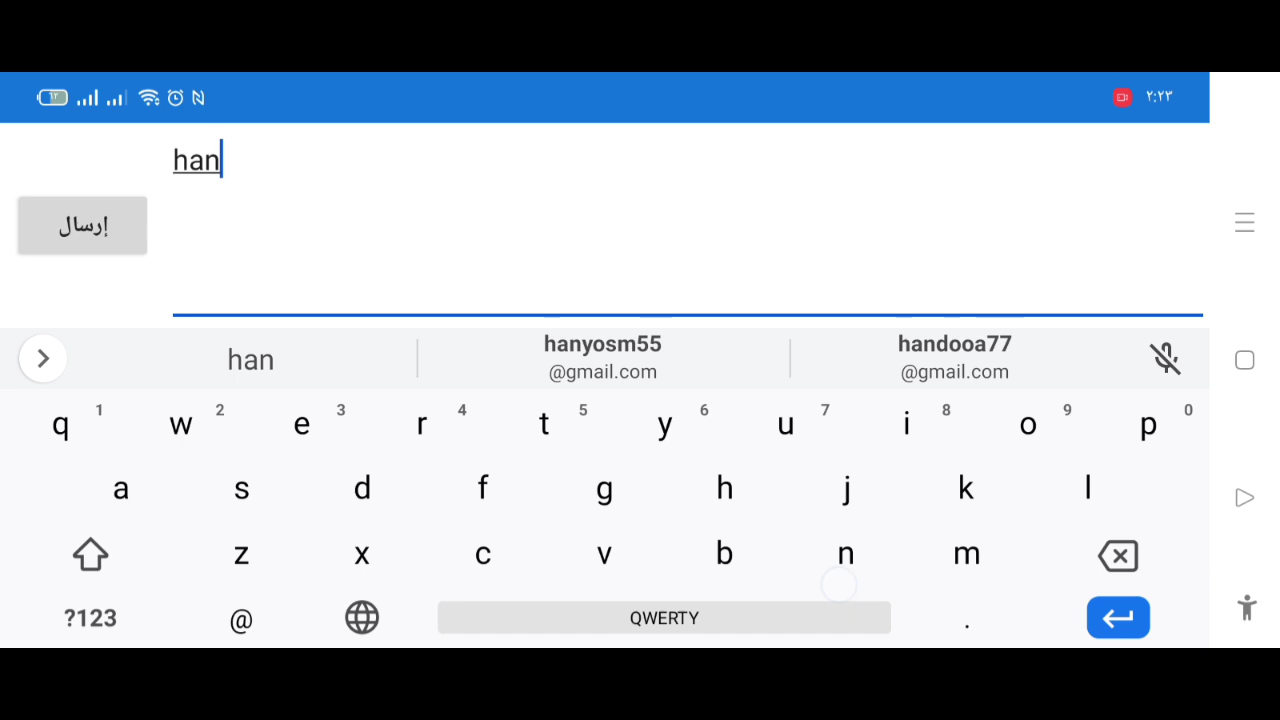 ١٢
٢:٢٣
han
إرسال
han
hanyosm55
@gmail.com
handooa77
@gmail.com
q 1 w 2 e 3 r 4 t 5 y 6 u 7 i 8 o 9 p 0
a s d f g h j k l
z x c v b n m
?123 @ QWERTY .